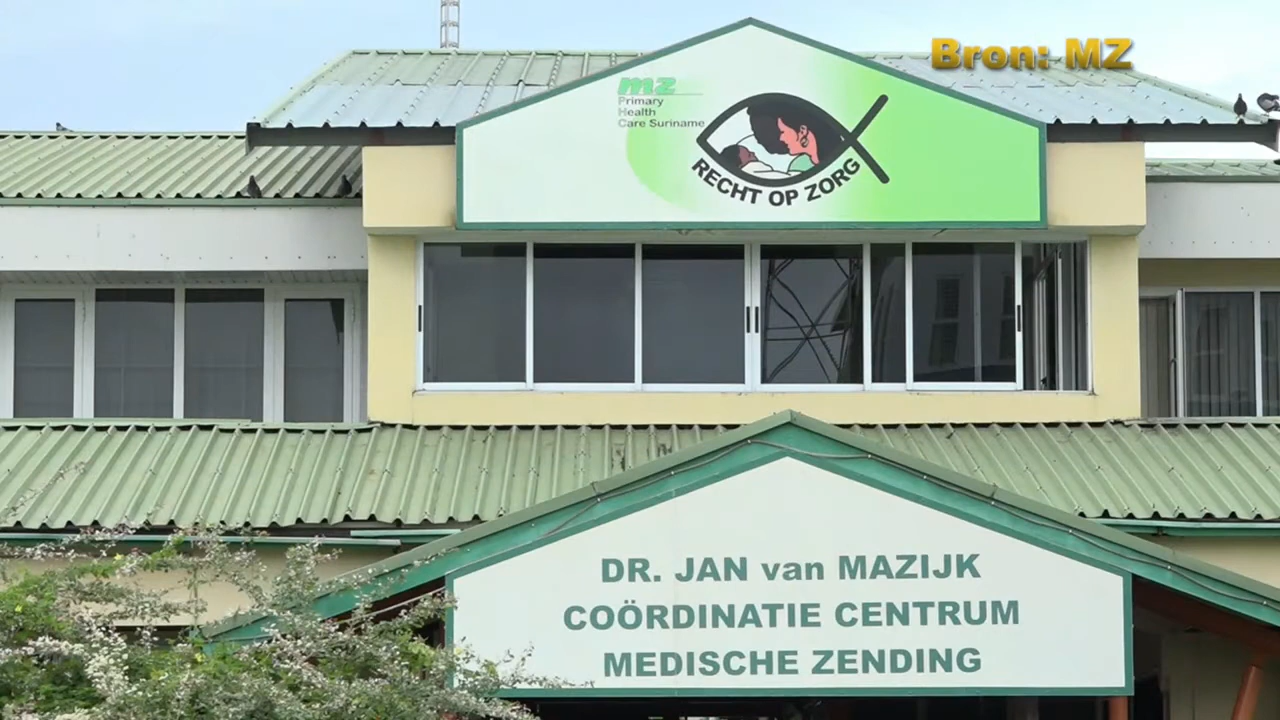 Bron: MZ
mz
Primary
Health
Care Suriname
RECHT OP ZORG
DR. JAN van MAZIJK
COÖRDINATIE CENTRUM
MEDISCHE ZENDING